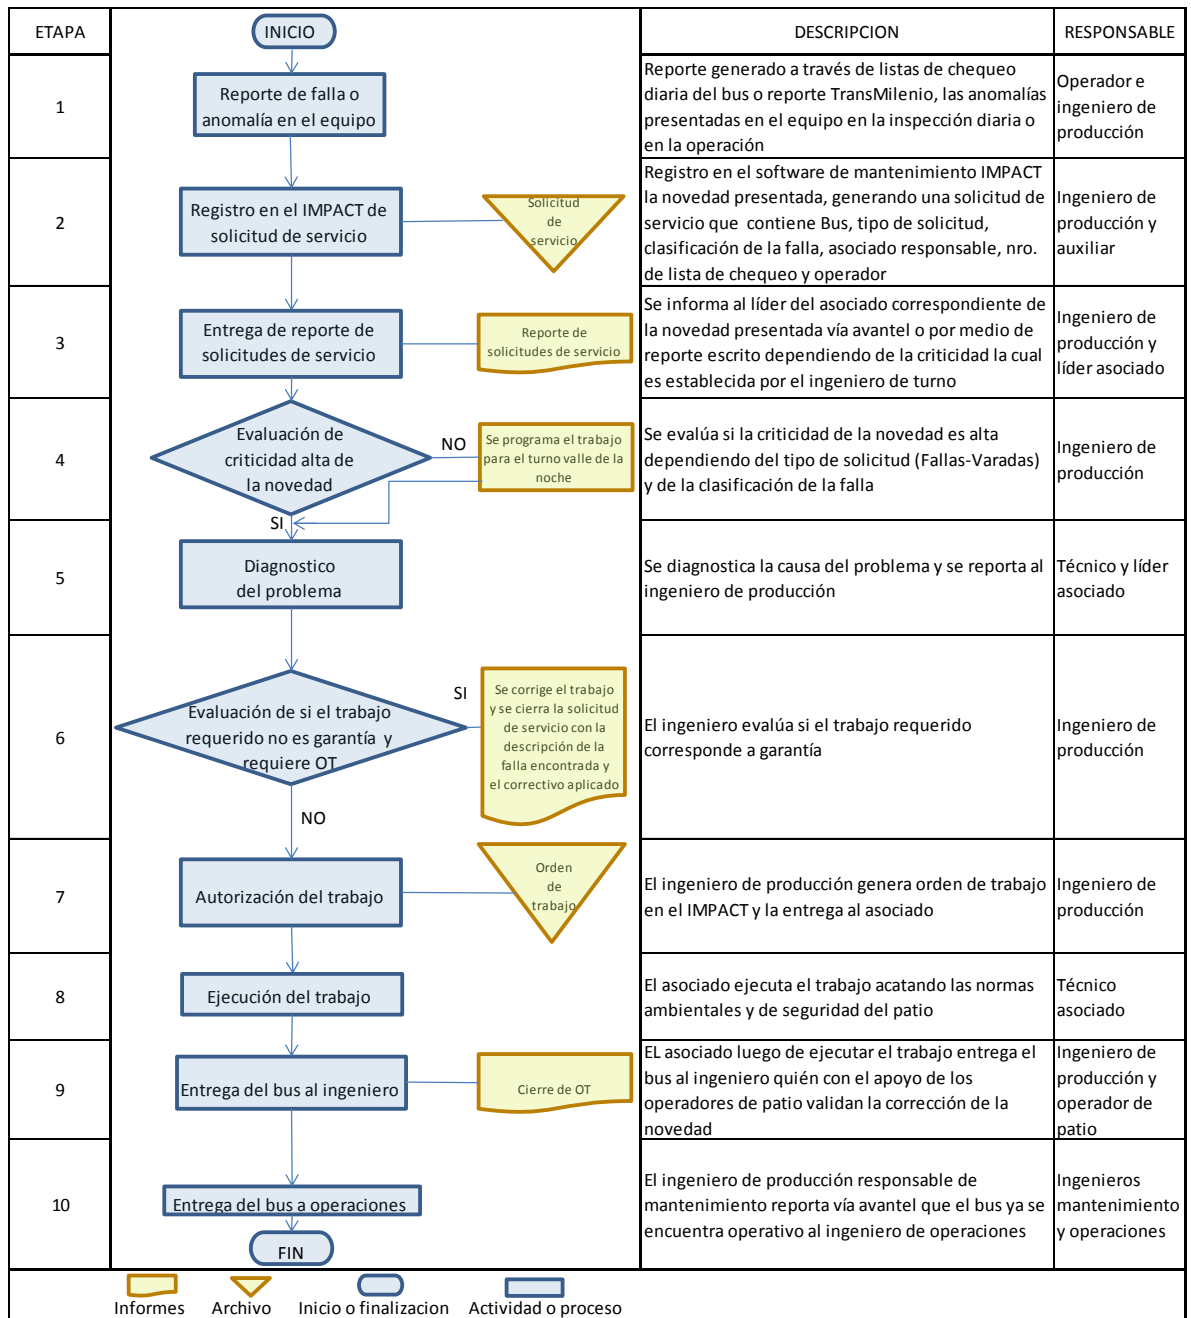 ETAPA
INICIO
DESCRIPCION
RESPONSABLE
1
Reporte de falla o
anomalía en el equipo
Reporte generado a través de listas de chequeo
diaria del bus o reporte TransMilenio, las anomalías
presentadas en el equipo en la inspección diaria o
en la operación
Operador e
ingeniero de
producción
2
Registro en el IMPACT de
solicitud de servicio
Solicitud
de
servicio
Registro en el software de mantenimiento IMPACT
la novedad presentada, generando una solicitud de
servicio que contiene Bus, tipo de solicitud,
clasificación de la falla, asociado responsable, nro.
de lista de chequeo y operador
Ingeniero de
producción y
auxiliar
3
Entrega de reporte de
solicitudes de servicio
Reporte de
solicitudes de servicio
Se informa al líder del asociado correspondiente de
la novedad presentada vía avantel o por medio de
reporte escrito dependiendo de la criticidad la cual
es establecida por el ingeniero de turno
Ingeniero de
producción y
líder asociado
4
Evaluación de
criticidad alta de
la novedad
NO
Se programa el trabajo
para el turno valle de la
noche
SI
Se evalúa si la criticidad de la novedad es alta
dependiendo del tipo de solicitud (Fallas-Varadas)
y de la clasificación de la falla
Ingeniero de
producción
5
Diagnostico
del problema
Se diagnostica la causa del problema y se reporta al
ingeniero de producción
Técnico y líder
asociado
6
Evaluación de si el trabajo
requerido no es garantía y
requiere OT
SI
Se corrige el trabajo
y se cierra la solicitud
de servicio con la
descripción de la
falla encontrada y
el correctivo aplicado
NO
El ingeniero evalúa si el trabajo requerido
corresponde a garantía
Ingeniero de
producción
7
Autorización del trabajo
Orden
de
trabajo
El ingeniero de producción genera orden de trabajo
en el IMPACT y la entrega al asociado
Ingeniero de
producción
8
Ejecución del trabajo
El asociado ejecuta el trabajo acatando las normas
ambientales y de seguridad del patio
Técnico
asociado
9
Entrega del bus al ingeniero
Cierre de OT
EL asociado luego de ejecutar el trabajo entrega el
bus al ingeniero quién con el apoyo de los
operadores de patio validan la corrección de la
novedad
Ingeniero de
producción y
operador de
patio
10
Entrega del bus a operaciones
FIN
El ingeniero de producción responsable de
mantenimiento reporta vía avantel que el bus ya se
encuentra operativo al ingeniero de operaciones
Ingenieros
mantenimiento
y operaciones
Informes Archivo Inicio o finalizacion Actividad o proceso